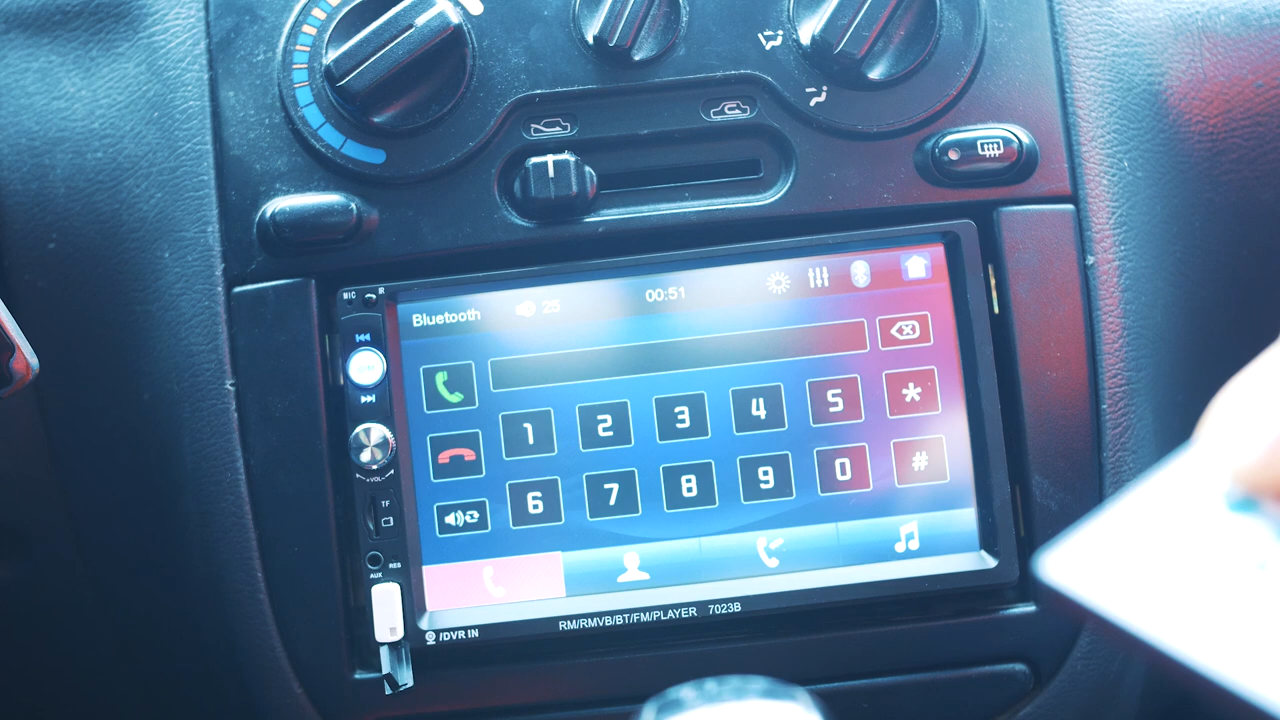 MIC IR
Bluetooth 25 00:51
1 2 3 4 5 *
6 7 8 9 0 #
+VOL-
TF
RES
AUX
/DVR IN
RM/RMVB/BT/FM/PLAYER 7023B